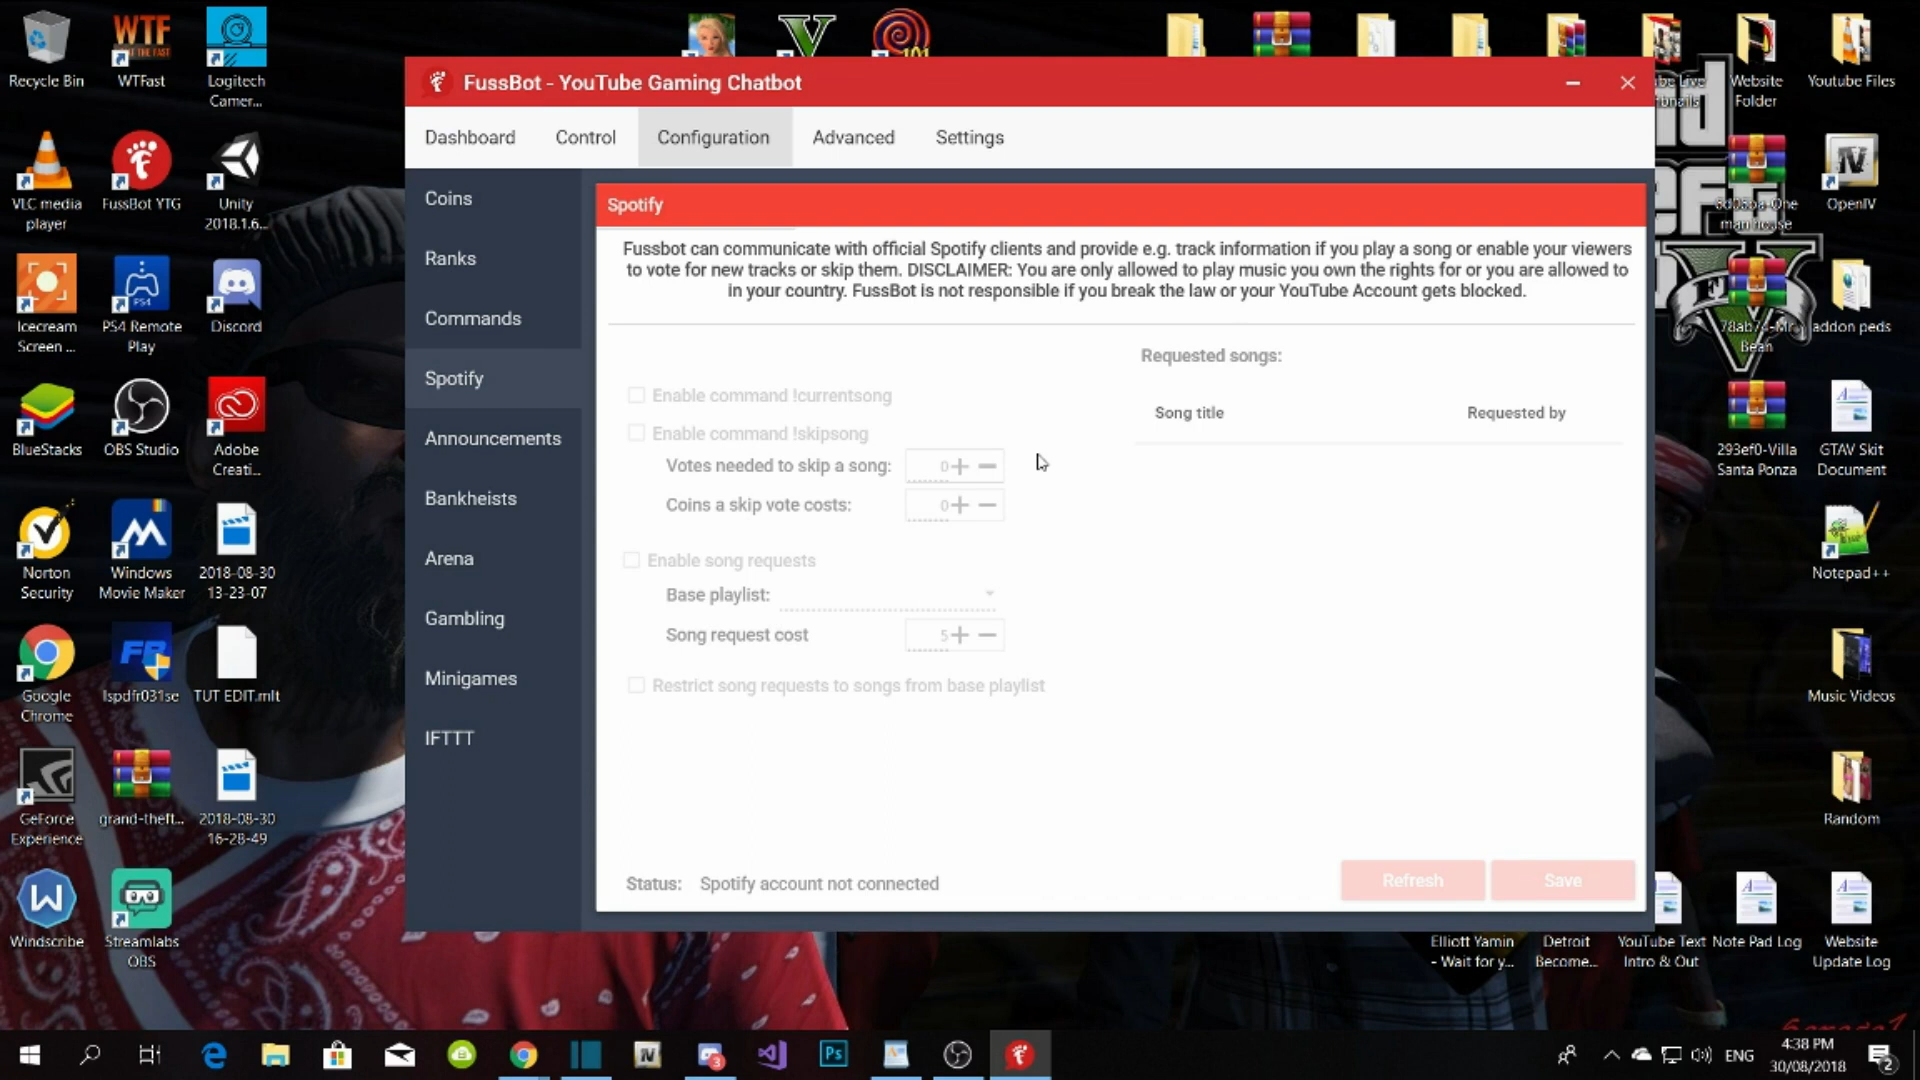 Recycle Bin
WTFast
Logitech
Camer...
WTF
VLC media
player
FussBot YTG
Unity
2018.1.6...
Icecream
Screen ...
PS4 Remote
Play
Discord
BlueStacks
OBS Studio
Adobe
Creati...
Norton
Security
Windows
Movie Maker
2018-08-30
13-23-07
Google
Chrome
lspdfr031se
TUT EDIT.mlt
GeForce
Experience
grand-theft...
2018-08-30
16-28-49
Windscribe
Streamlabs
OBS
FussBot - YouTube Gaming Chatbot
Dashboard
Control
Configuration
Advanced
Settings
Coins
Ranks
Commands
Spotify
Announcements
Bankheists
Arena
Gambling
Minigames
IFTTT
Spotify
Fussbot can communicate with official Spotify clients and provide e.g. track information if you play a song or enable your viewers
to vote for new tracks or skip them. DISCLAIMER: You are only allowed to play music you own the rights for or you are allowed to
in your country. FussBot is not responsible if you break the law or your YouTube Account gets blocked.
Enable command !currentsong
Enable command !skipsong
Votes needed to skip a song: 0
Coins a skip vote costs: 0
Enable song requests
Base playlist:
Song request cost 5
Restrict song requests to songs from base playlist
Requested songs:
Song title
Requested by
Status: Spotify account not connected
Refresh
Save
Website
Folder
Youtube Files
OpenIV
addon peds
Bean
293ef0-Villa
Santa Ponza
GTAV Skit
Document
Notepad++
Music Videos
Random
Elliott Yamin
- Wait for y...
Detroit
Become...
YouTube Text
Intro & Out
Note Pad Log
Website
Update Log
Ps
3
ENG
4:38 PM
30/08/2018
2